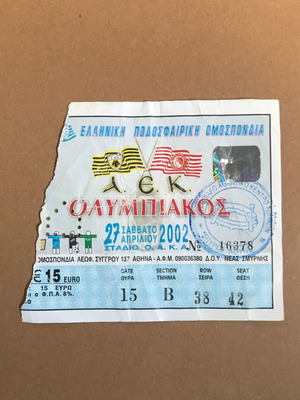 ΕΛΛΗΝΙΚΗ ΠΟΔΟΣΦΑΙΡΙΚΗ ΟΜΟΣΠΟΝΔΙΑ
Α.Ε.Κ
ΟΛΥΜΠΙΑΚΟΣ
27 ΣΑΒΒΑΤΟ ΑΠΡΙΛΙΟΥ 2002
ΣΤΑΔΙΟ Ο.Α.Κ.Α. № 16378
ΟΜΟΣΠΟΝΔΙΑ ΛΕΩΦ. ΣΥΓΓΡΟΥ 137 ΑΘΗΝΑ - Α.Φ.Μ. 090036380 Δ.Ο.Υ. ΝΕΑΣ ΣΜΥΡΝΗΣ
€ 15 EURO
15 ΕΥΡΩ
Φ.Π.Α. 8%
GATE SECTION ROW SEAT
ΘΥΡΑ ΤΜΗΜΑ ΣΕΙΡΑ ΘΕΣΗ
15 B 38 42